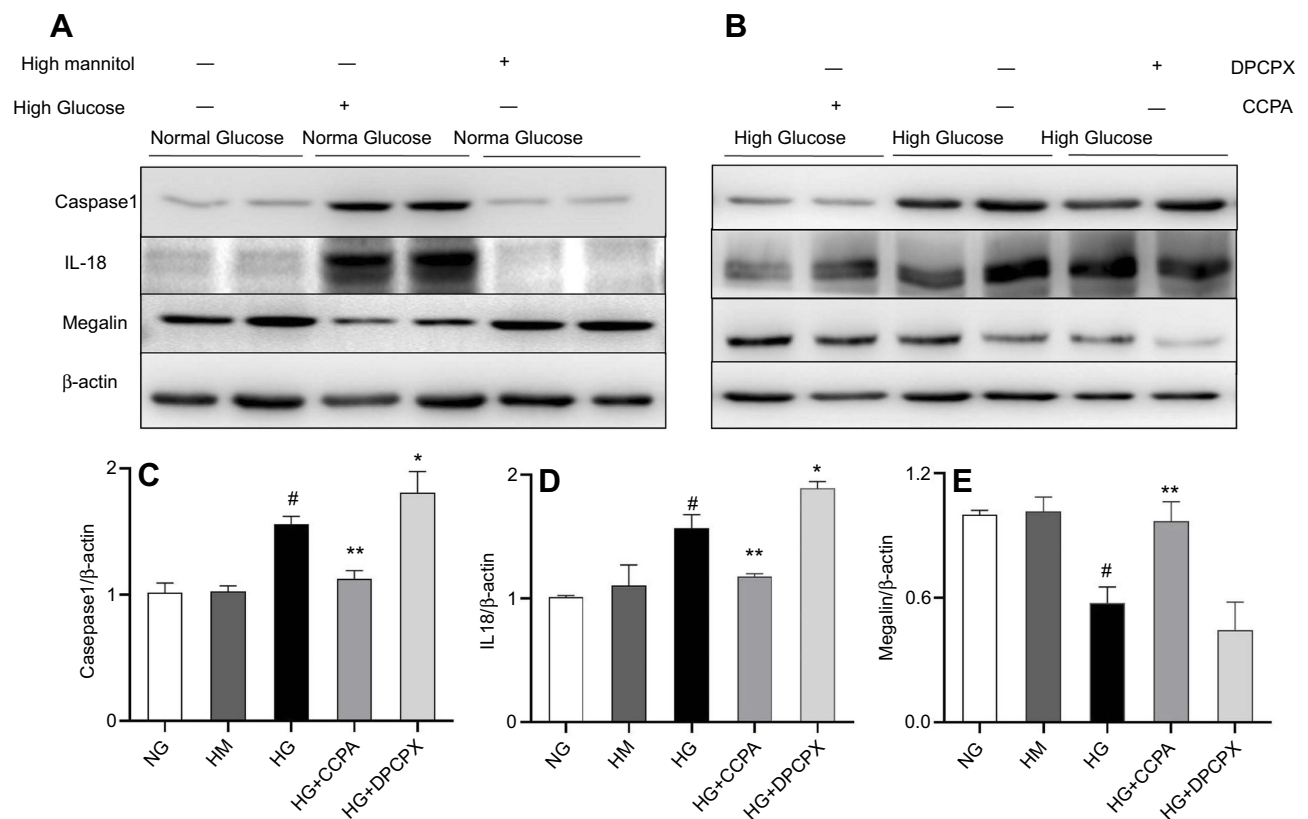 A
High mannitol — — +
High Glucose — + —
Normal Glucose Norma Glucose Norma Glucose
Caspase1
IL-18
Megalin
β-actin
B
— — + DPCPX
+ — — CCPA
High Glucose High Glucose High Glucose
C
Casepase1/β-actin
2
1
0
# ** *
NG HM HG HG+CCPA HG+DPCPX
D
IL18/β-actin
2
1
0
# ** *
NG HM HG HG+CCPA HG+DPCPX
E
Megalin/β-actin
1.2
0.6
0.0
# **
NG HM HG HG+CCPA HG+DPCPX